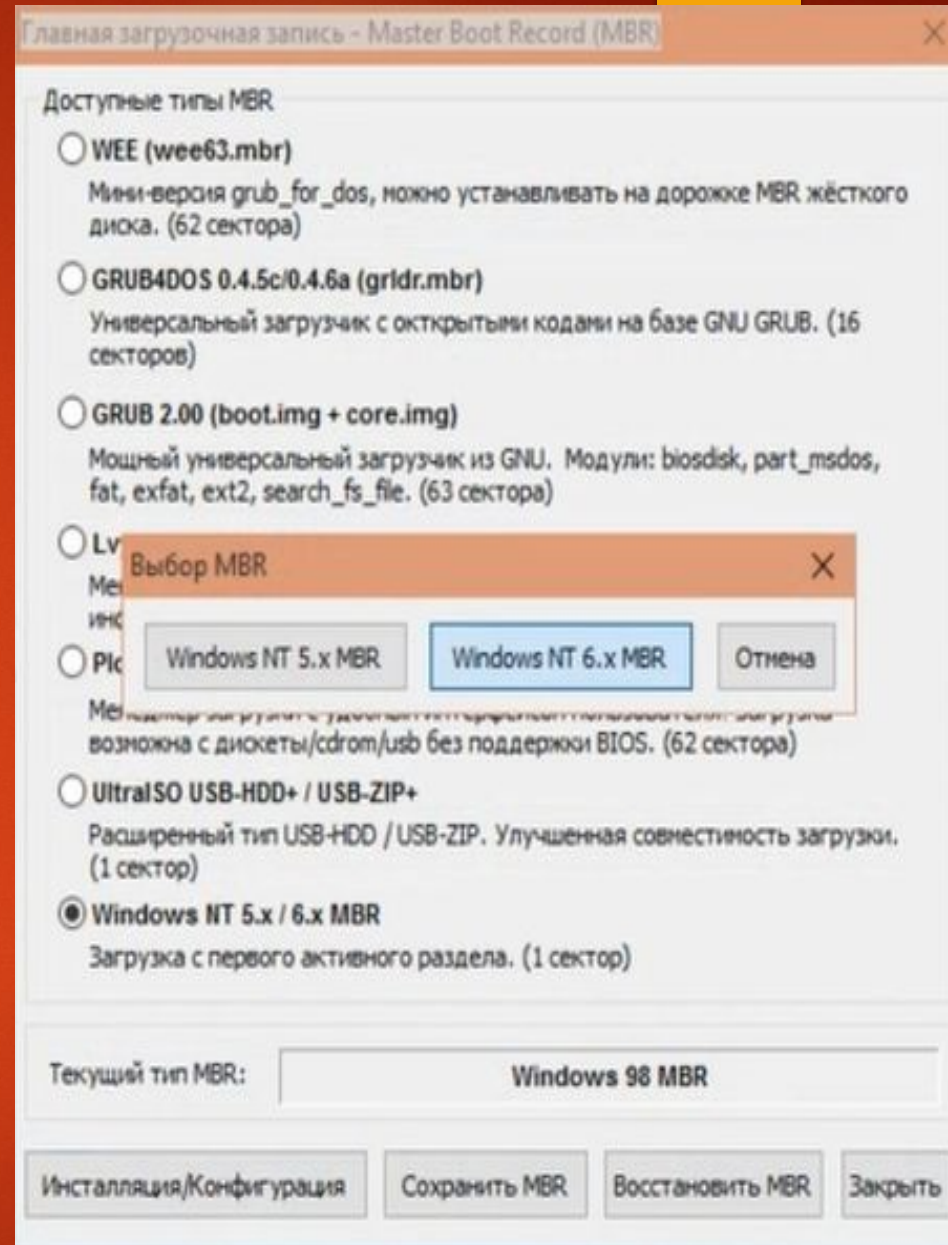 Главная загрузочная запись - Master Boot Record (MBR)
Доступные типы MBR
WEE (wee63.mbr)
Мини-версия grub_for_dos, можно устанавливать на дорожке MBR жёсткого
диска. (62 сектора)
GRUB4DOS 0.4.5c/0.4.6a (grldr.mbr)
Универсальный загрузчик с окткрытыми кодами на базе GNU GRUB. (16
секторов)
GRUB 2.00 (boot.img + core.img)
Мощный универсальный загрузчик из GNU. Модули: biosdisk, part_msdos,
fat, exfat, ext2, search_fs_file. (63 сектора)
Выбор MBR
Windows NT 5.x MBR
Windows NT 6.x MBR
Отмена
возможна с дискеты/cdrom/usb без поддержки BIOS. (62 сектора)
UltraISO USB-HDD+ / USB-ZIP+
Расширенный тип USB-HDD / USB-ZIP. Улучшенная совместимость загрузки.
(1 сектор)
Windows NT 5.x / 6.x MBR
Загрузка с первого активного раздела. (1 сектор)
Текущий тип MBR:
Windows 98 MBR
Инсталляция/Конфигурация
Сохранить MBR
Восстановить MBR
Закрыть